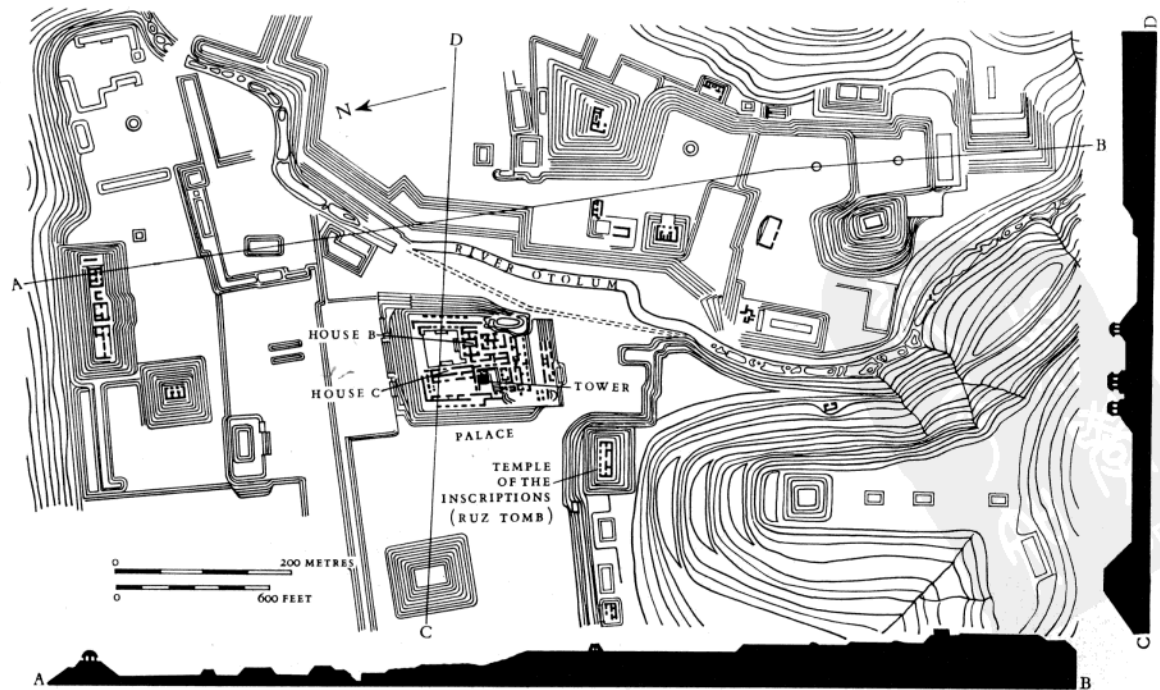 D
D
N
B
RIVER OTOLUM
A
HOUSE B
HOUSE C
TOWER
PALACE
TEMPLE
OF THE
INSCRIPTIONS
(RUZ TOMB)
0 200 METRES
0 600 FEET
C
C
A
B